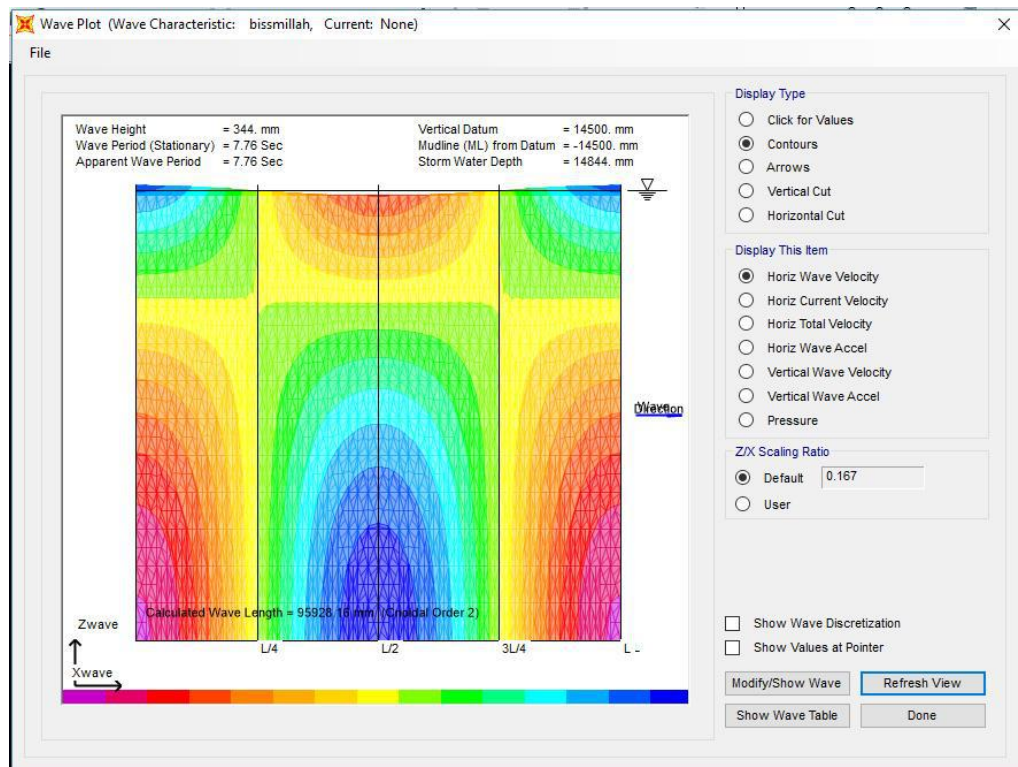 Wave Plot (Wave Characteristic: bissmillah, Current: None)
File
Wave Height = 344. mm
Wave Period (Stationary) = 7.76 Sec
Apparent Wave Period = 7.76 Sec
Vertical Datum = 14500. mm
Mudline (ML) from Datum = -14500. mm
Storm Water Depth = 14844. mm
Wave
Direction
Calculated Wave Length = 95928.16 mm (Cnoidal Order 2)
Zwave
Xwave
L/4
L/2
3L/4
L
Display Type
Click for Values
Contours
Arrows
Vertical Cut
Horizontal Cut
Display This Item
Horiz Wave Velocity
Horiz Current Velocity
Horiz Total Velocity
Horiz Wave Accel
Vertical Wave Velocity
Vertical Wave Accel
Pressure
Z/X Scaling Ratio
Default 0.167
User
Show Wave Discretization
Show Values at Pointer
Modify/Show Wave Refresh View
Show Wave Table Done